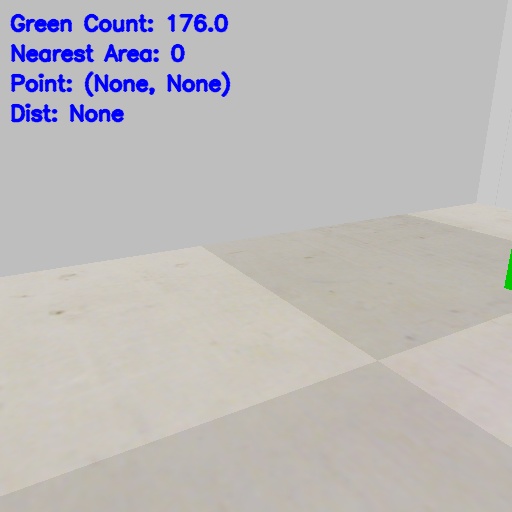 Green Count: 176.0
Nearest Area: 0
Point: (None, None)
Dist: None